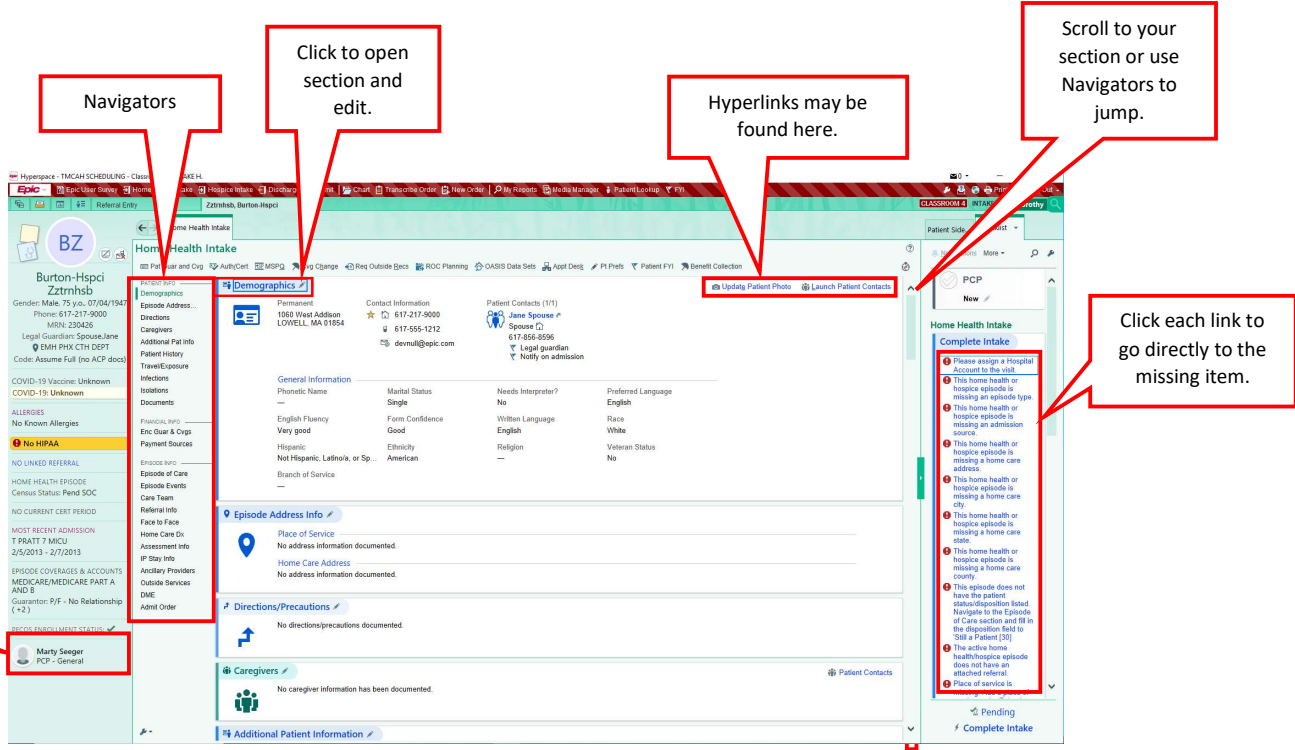 Navigators
Click to open
section and
edit.
Hyperlinks may be
found here.
Scroll to your
section or use
Navigators to
jump.
Click each link to
go directly to the
missing item.
Hyperspace - TMCAH SCHEDULING - Classro
AKE H.
Epic
Epic User Survey
Home
ake
Hospice Intake
Discharg
mit
Chart
Transcribe Order
New Order
My Reports
Media Manager
Patient Lookup
FYI
Prin
Out
Referral Entry
Zztrnhsb, Burton-Hspci
CLASSROOM 4
INTAKE
rothy
BZ
Burton-Hspci
Zztrnhsb
Gender: Male, 75 y.o., 07/04/1947
Phone: 617-217-9000
MRN: 230426
Legal Guardian: Spouse,Jane
EMH PHX CTH DEPT
Code: Assume Full (no ACP docs)
COVID-19 Vaccine: Unknown
COVID-19: Unknown
ALLERGIES
No Known Allergies
No HIPAA
NO LINKED REFERRAL
HOME HEALTH EPISODE
Census Status: Pend SOC
NO CURRENT CERT PERIOD
MOST RECENT ADMISSION
T PRATT 7 MICU
2/5/2013 - 2/7/2013
EPISODE COVERAGES & ACCOUNTS
MEDICARE/MEDICARE PART A
AND B
Guarantor: P/F - No Relationship
( +2 )
PECOS ENROLLMENT STATUS:
Marty Seeger
PCP - General
ome Health Intake
Home Health Intake
Pat Guar and Cvg
Auth/Cert
MSPQ
vg Change
Req Outside Recs
ROC Planning
OASIS Data Sets
Appt Desk
Pt Prefs
Patient FYI
Benefit Collection
PATIENT INFO
Demographics
Episode Address...
Directions
Caregivers
Additional Pat Info
Patient History
Travel/Exposure
Infections
Isolations
Documents
FINANCIAL INFO
Enc Guar & Cvgs
Payment Sources
EPISODE INFO
Episode of Care
Episode Events
Care Team
Referral Info
Face to Face
Home Care Dx
Assessment Info
IP Stay Info
Ancillary Providers
Outside Services
DME
Admit Order
Demographics
Update Patient Photo
Launch Patient Contacts
Permanent
1060 West Addison
LOWELL, MA 01854
Contact Information
617-217-9000
617-555-1212
devnull@epic.com
Patient Contacts (1/1)
Jane Spouse
Spouse
617-856-8596
Legal guardian
Notify on admission
General Information
Phonetic Name
Marital Status
Needs Interpreter?
Preferred Language
—
Single
No
English
English Fluency
Form Confidence
Written Language
Race
Very good
Good
English
White
Hispanic
Ethnicity
Religion
Veteran Status
Not Hispanic, Latino/a, or Sp...
American
—
No
Branch of Service
—
Episode Address Info
Place of Service
No address information documented.
Home Care Address
No address information documented.
Directions/Precautions
No directions/precautions documented.
Caregivers
Patient Contacts
No caregiver information has been documented.
Additional Patient Information
Patient Side
More
PCP
New
Home Health Intake
Complete Intake
Please assign a Hospital
Account to the visit.
This home health or
hospice episode is
missing an episode type.
This home health or
hospice episode is
missing an admission
source.
This home health or
hospice episode is
missing a home care
address.
This home health or
hospice episode is
missing a home care
city.
This home health or
hospice episode is
missing a home care
state.
This home health or
hospice episode is
missing a home care
county.
This episode does not
have the patient
status/disposition listed.
Navigate to the Episode
of Care section and fill in
the disposition field to
'Still a Patient [30]
The active home
health/hospice episode
does not have an
attached referral.
Place of service is
Pending
Complete Intake